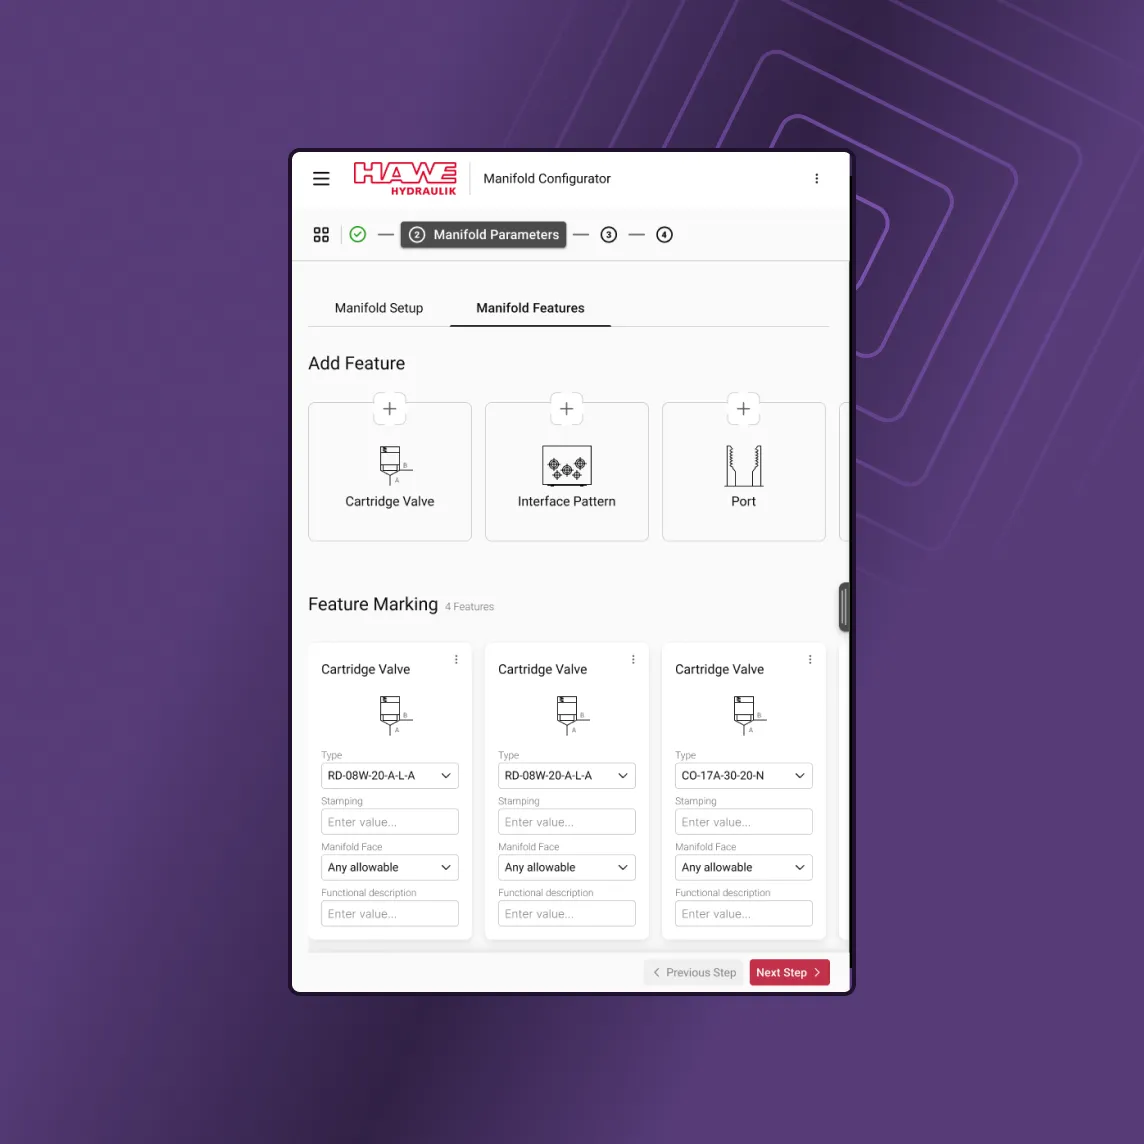 HAWE
HYDRAULIK
Manifold Configurator
2 Manifold Parameters 3 4
Manifold Setup Manifold Features
Add Feature
B
A
Cartridge Valve Interface Pattern Port
Feature Marking 4 Features
Cartridge Valve Cartridge Valve Cartridge Valve
B B B
A A A
Type Type Type
RD-08W-20-A-L-A RD-08W-20-A-L-A CO-17A-30-20-N
Stamping Stamping Stamping
Enter value... Enter value... Enter value...
Manifold Face Manifold Face Manifold Face
Any allowable Any allowable Any allowable
Functional description Functional description Functional description
Enter value... Enter value... Enter value...
Previous Step Next Step